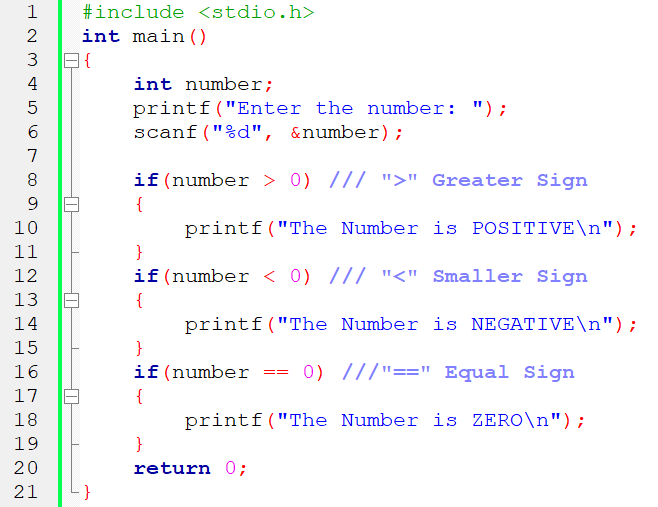 1 #include <stdio.h>
2 int main()
3 {
4 int number;
5 printf("Enter the number: ");
6 scanf("%d", &number);
7
8 if(number > 0) /// ">" Greater Sign
9 {
10 printf("The Number is POSITIVE\n");
11 }
12 if(number < 0) /// "<" Smaller Sign
13 {
14 printf("The Number is NEGATIVE\n");
15 }
16 if(number == 0) ///"==" Equal Sign
17 {
18 printf("The Number is ZERO\n");
19 }
20 return 0;
21 }